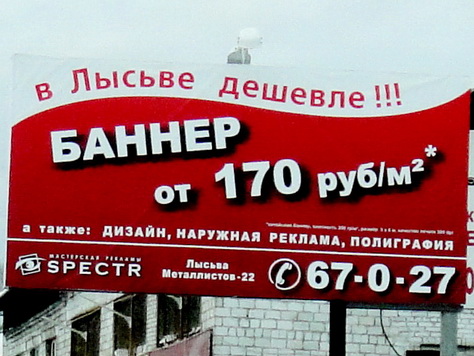 в Лысьве дешевле!!!
БАННЕР
от 170 руб/м²*
а также: ДИЗАЙН, НАРУЖНАЯ РЕКЛАМА, ПОЛИГРАФИЯ
МАСТЕРСКАЯ РЕКЛАМЫ
SPECTR
Лысьва
Металлистов-22
67-0-27